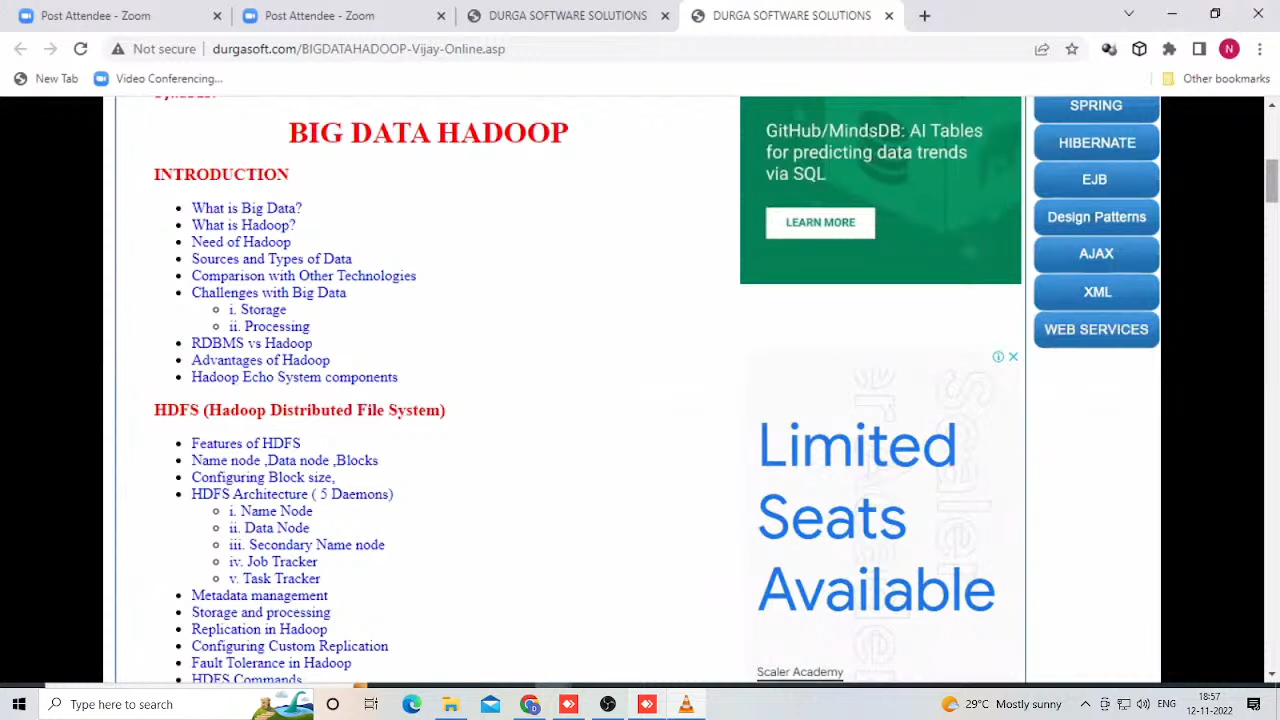 Post Attendee - Zoom
Post Attendee - Zoom
DURGA SOFTWARE SOLUTIONS
DURGA SOFTWARE SOLUTIONS
Not secure
durgasoft.com/BIGDATAHADOOP-Vijay-Online.asp
N
New Tab
Video Conferencing...
Other bookmarks
BIG DATA HADOOP
INTRODUCTION
What is Big Data?
What is Hadoop?
Need of Hadoop
Sources and Types of Data
Comparison with Other Technologies
Challenges with Big Data
i. Storage
ii. Processing
RDBMS vs Hadoop
Advantages of Hadoop
Hadoop Echo System components
HDFS (Hadoop Distributed File System)
Features of HDFS
Name node ,Data node ,Blocks
Configuring Block size,
HDFS Architecture ( 5 Daemons)
i. Name Node
ii. Data Node
iii. Secondary Name node
iv. Job Tracker
v. Task Tracker
Metadata management
Storage and processing
Replication in Hadoop
Configuring Custom Replication
Fault Tolerance in Hadoop
HDFS Commands
GitHub/MindsDB: AI Tables
for predicting data trends
via SQL
LEARN MORE
Limited
Seats
Available
Scaler Academy
SPRING
HIBERNATE
EJB
Design Patterns
AJAX
XML
WEB SERVICES
Type here to search
29°C Mostly sunny
ENG
18:57
12-11-2022